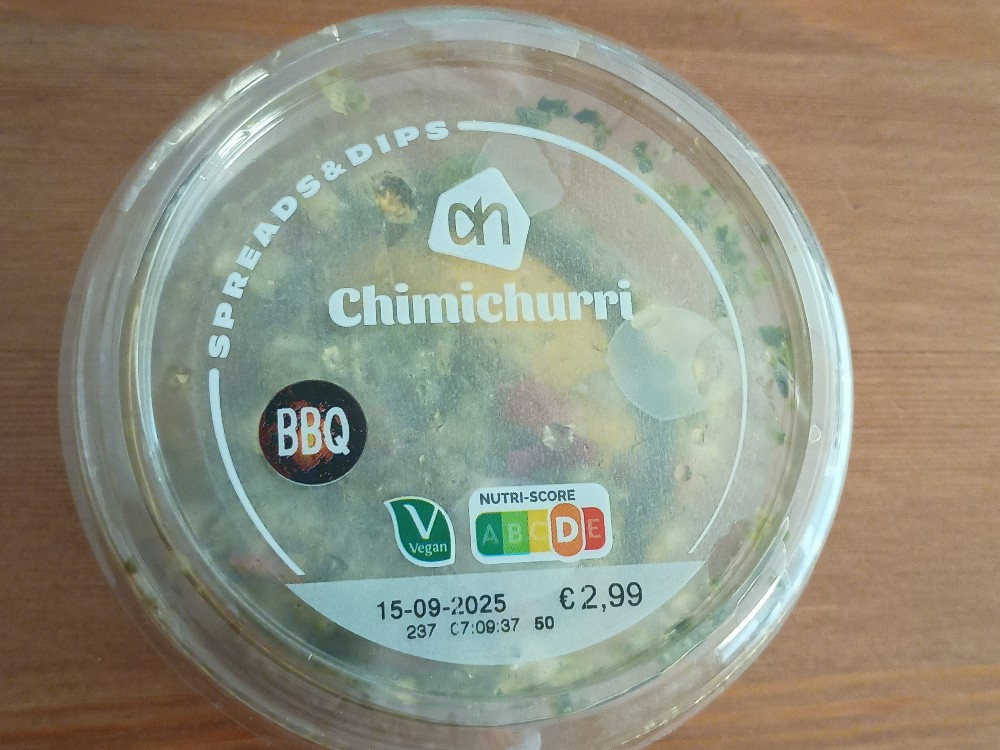 SPREADS&DIPS
ah
Chimichurri
BBQ
V
Vegan
NUTRI-SCORE
A B C D E
15-09-2025 € 2,99
237 07:09:37 50